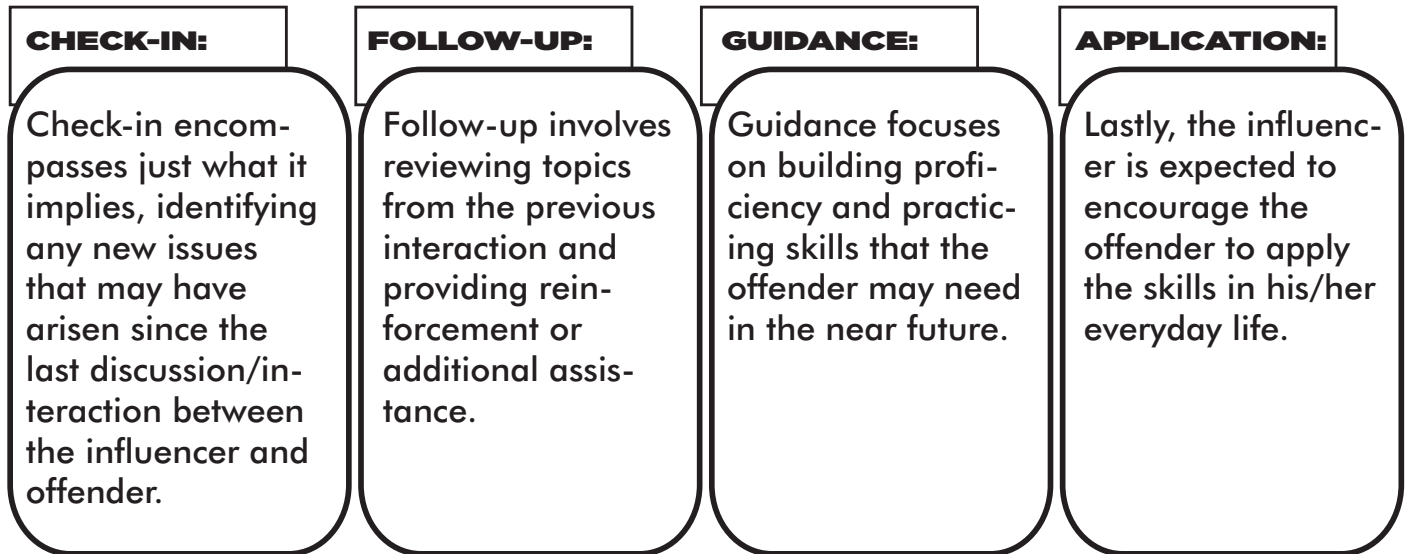 CHECK-IN:
Check-in encom-
passes just what it
implies, identifying
any new issues
that may have
arisen since the
last discussion/in-
teraction between
the influencer and
offender.
FOLLOW-UP:
Follow-up involves
reviewing topics
from the previous
interaction and
providing rein-
forcement or
additional assis-
tance.
GUIDANCE:
Guidance focuses
on building profi-
ciency and practic-
ing skills that the
offender may need
in the near future.
APPLICATION:
Lastly, the influenc-
er is expected to
encourage the
offender to apply
the skills in his/her
everyday life.